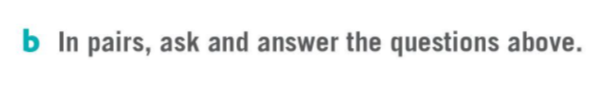 b In pairs, ask and answer the questions above.